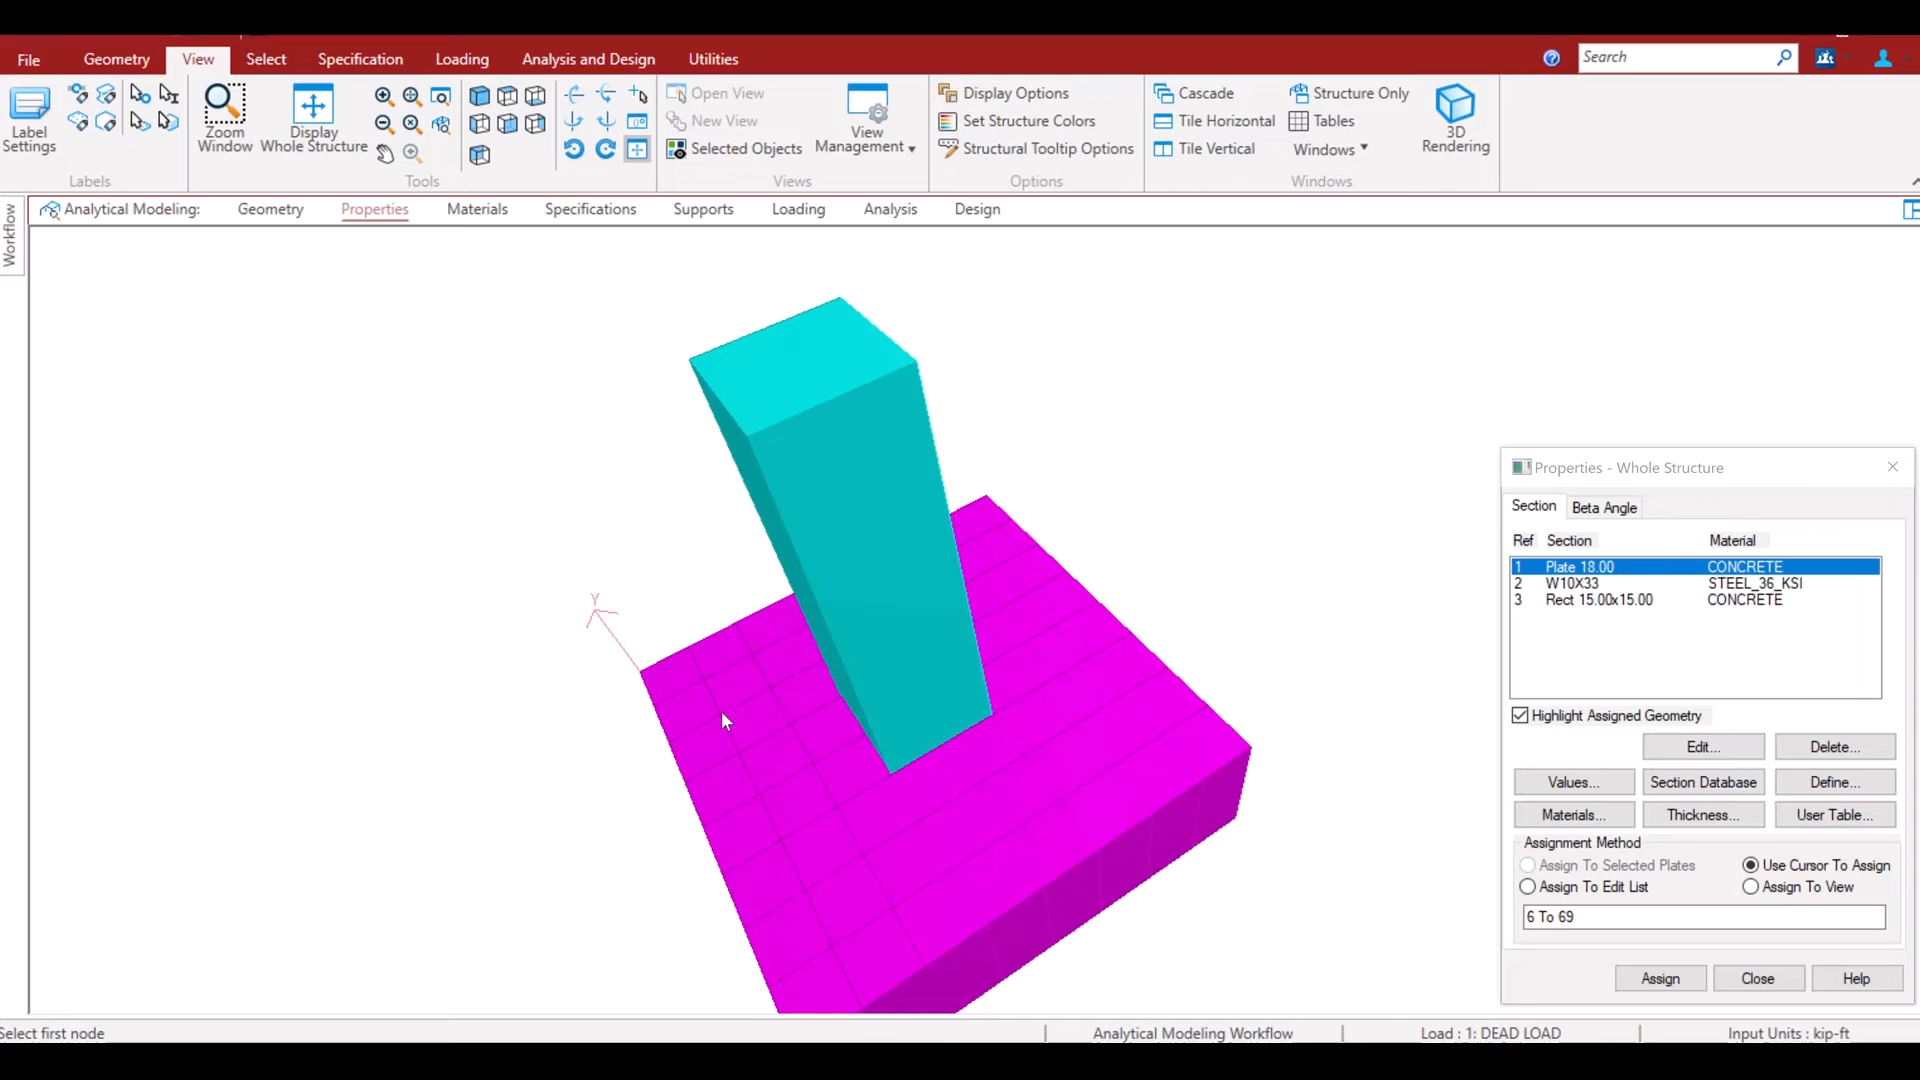 File Geometry View Select Specification Loading Analysis and Design Utilities Search
Label Settings
Labels
Zoom Window
Display Whole Structure
Tools
Open View
New View
Selected Objects
View Management
Views
Display Options
Set Structure Colors
Structural Tooltip Options
Options
Cascade
Tile Horizontal
Tile Vertical
Structure Only
Tables
Windows
Windows
3D Rendering
Workflow
Analytical Modeling: Geometry Properties Materials Specifications Supports Loading Analysis Design
Y
Properties - Whole Structure
Section Beta Angle
Ref Section Material
1 Plate 18.00 CONCRETE
2 W10X33 STEEL_36_KSI
3 Rect 15.00x15.00 CONCRETE
Highlight Assigned Geometry
Edit... Delete...
Values... Section Database Define...
Materials... Thickness... User Table...
Assignment Method
Assign To Selected Plates Use Cursor To Assign
Assign To Edit List Assign To View
6 To 69
Assign Close Help
Select first node Analytical Modeling Workflow Load : 1: DEAD LOAD Input Units : kip-ft